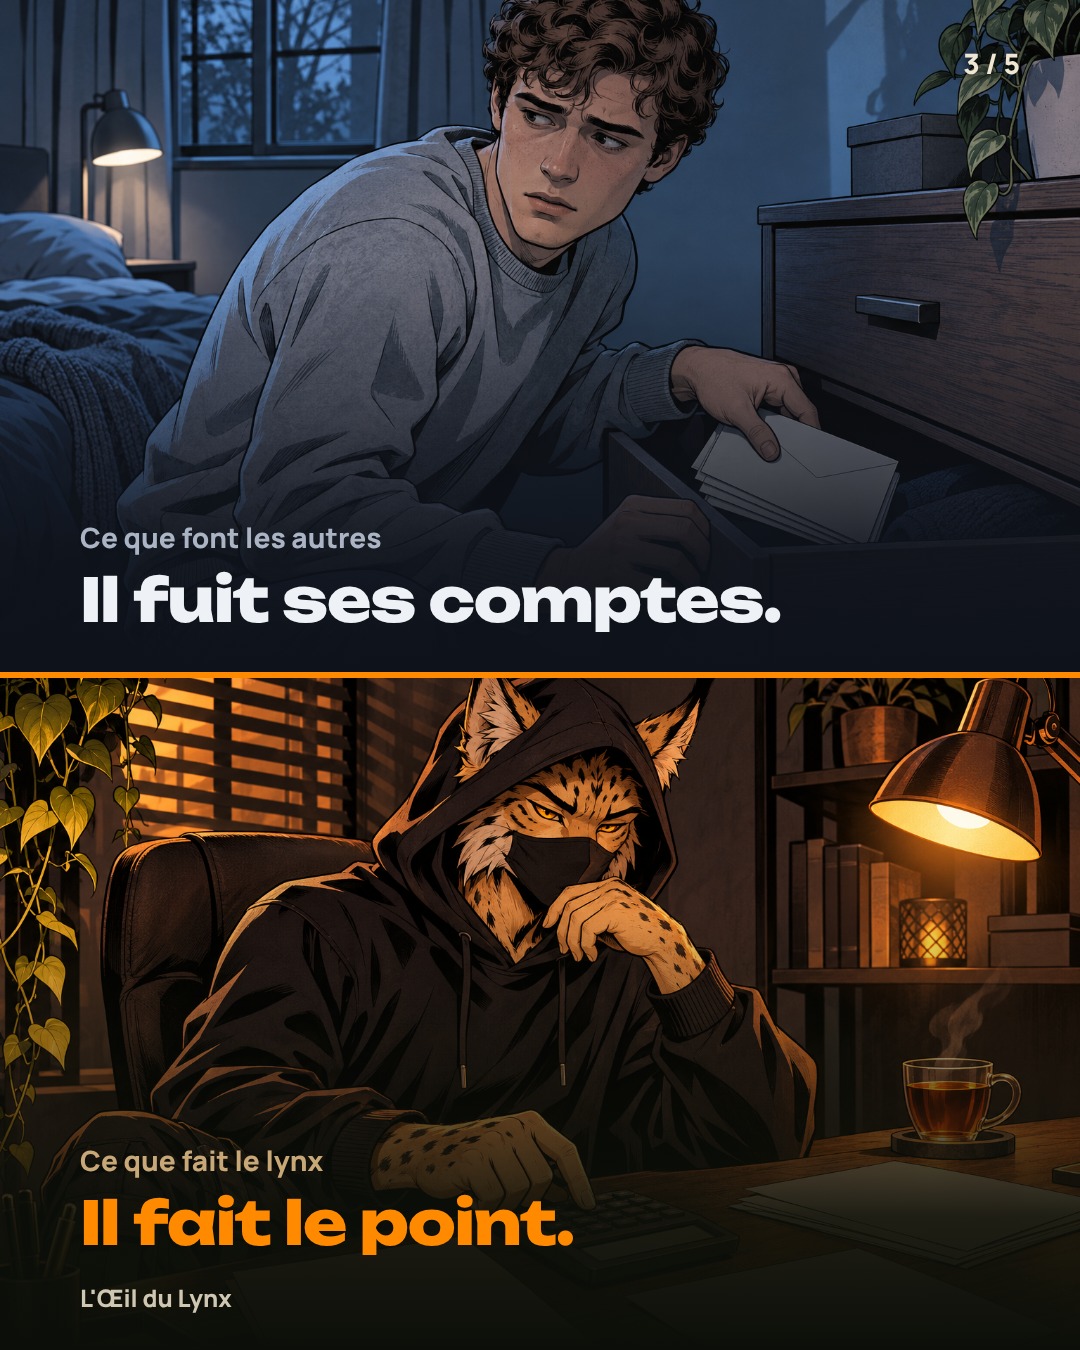 3 / 5
Ce que font les autres
Il fuit ses comptes.
Ce que fait le lynx
Il fait le point.
L'Œil du Lynx